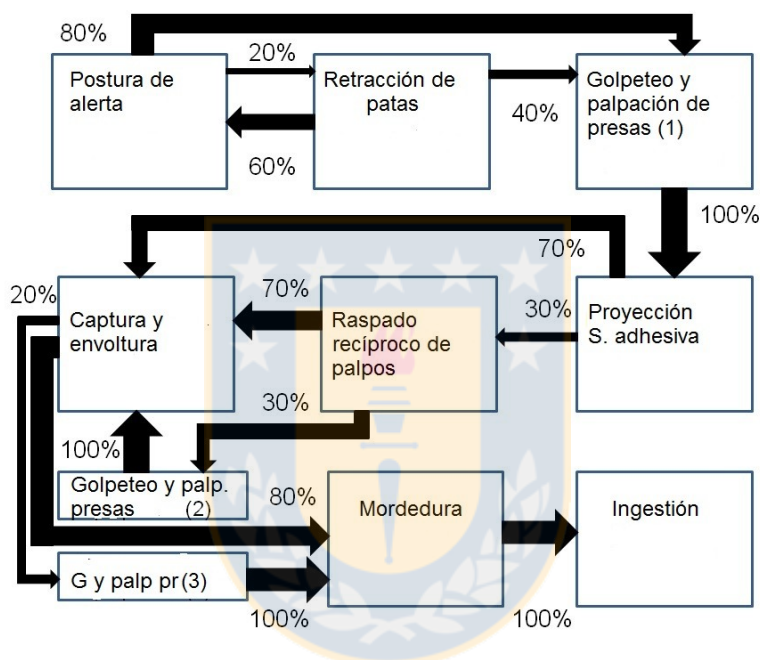 80%
Postura de
alerta
20%
60%
Retracción de
patas
40%
Golpeteo y
palpación de
presas (1)
100%
70%
20%
Captura y
envoltura
70%
Raspado
recíproco de
palpos
30%
Proyección
S. adhesiva
30%
100%
Golpeteo y palp.
presas (2)
80%
Mordedura
Ingestión
G y palp pr(3)
100%
100%